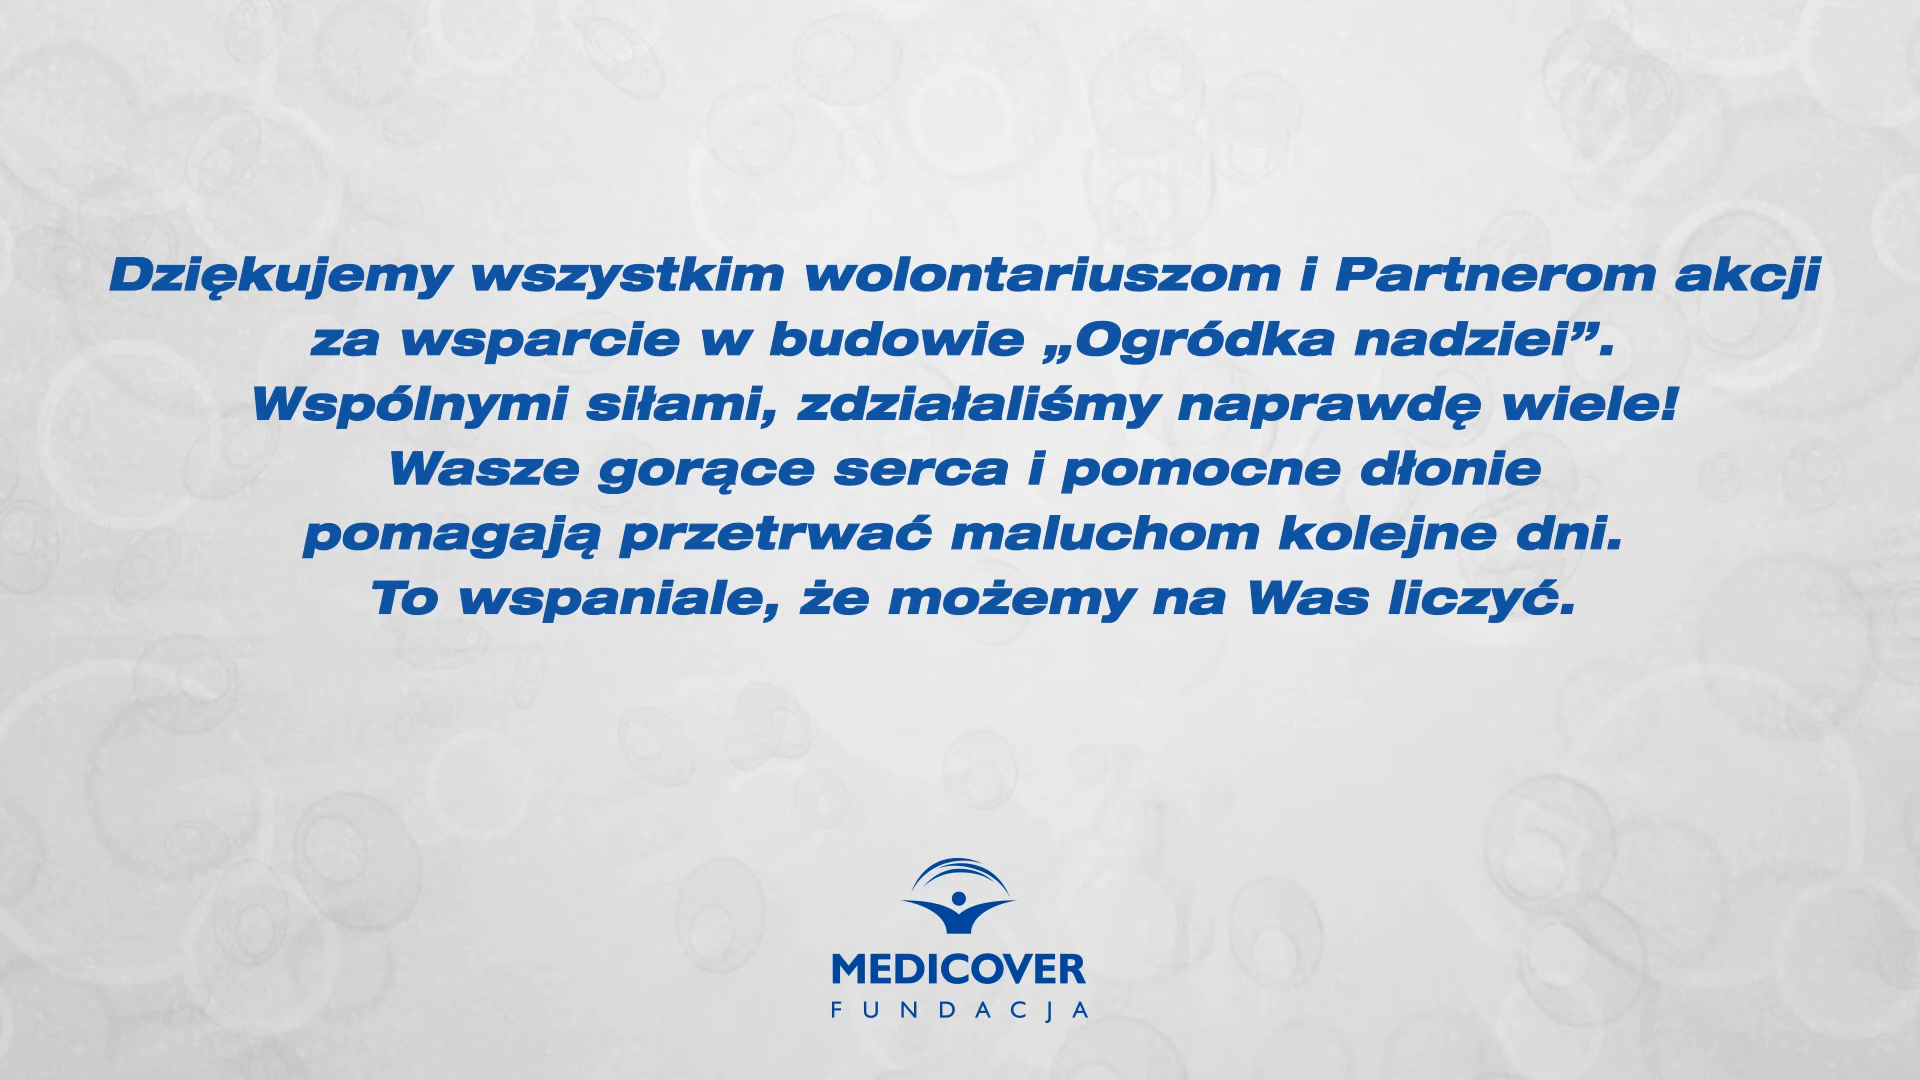 Dziękujemy wszystkim wolontariuszom i Partnerom akcji
za wsparcie w budowie „Ogródka nadziei”.
Wspólnymi siłami, zdziałaliśmy naprawdę wiele!
Wasze gorące serca i pomocne dłonie
pomagają przetrwać maluchom kolejne dni.
To wspaniale, że możemy na Was liczyć.
MEDICOVER
FUNDACJA